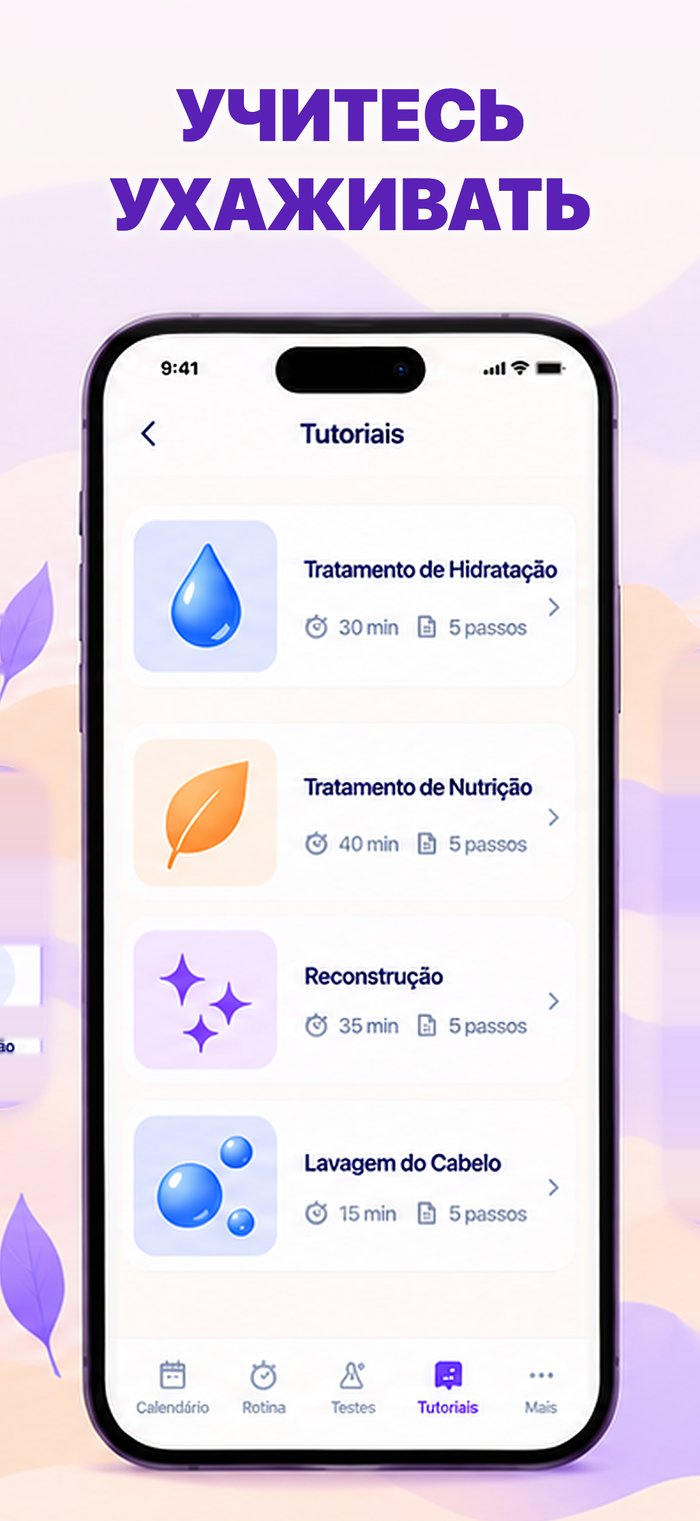 УЧИТЕСЬ
УХАЖИВАТЬ
9:41
Tutoriais
Tratamento de Hidratação
30 min 5 passos
Tratamento de Nutrição
40 min 5 passos
Reconstrução
35 min 5 passos
Lavagem do Cabelo
15 min 5 passos
ão
Calendário Rotina Testes Tutoriais Mais